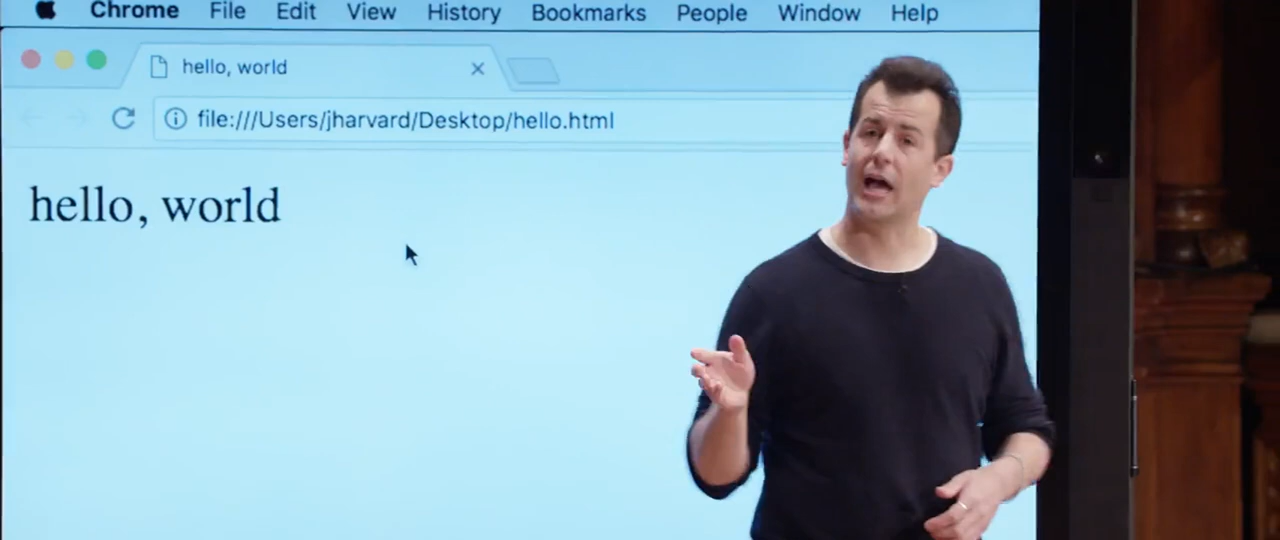 Chrome File Edit View History Bookmarks People Window Help
hello, world
file:///Users/jharvard/Desktop/hello.html
hello, world